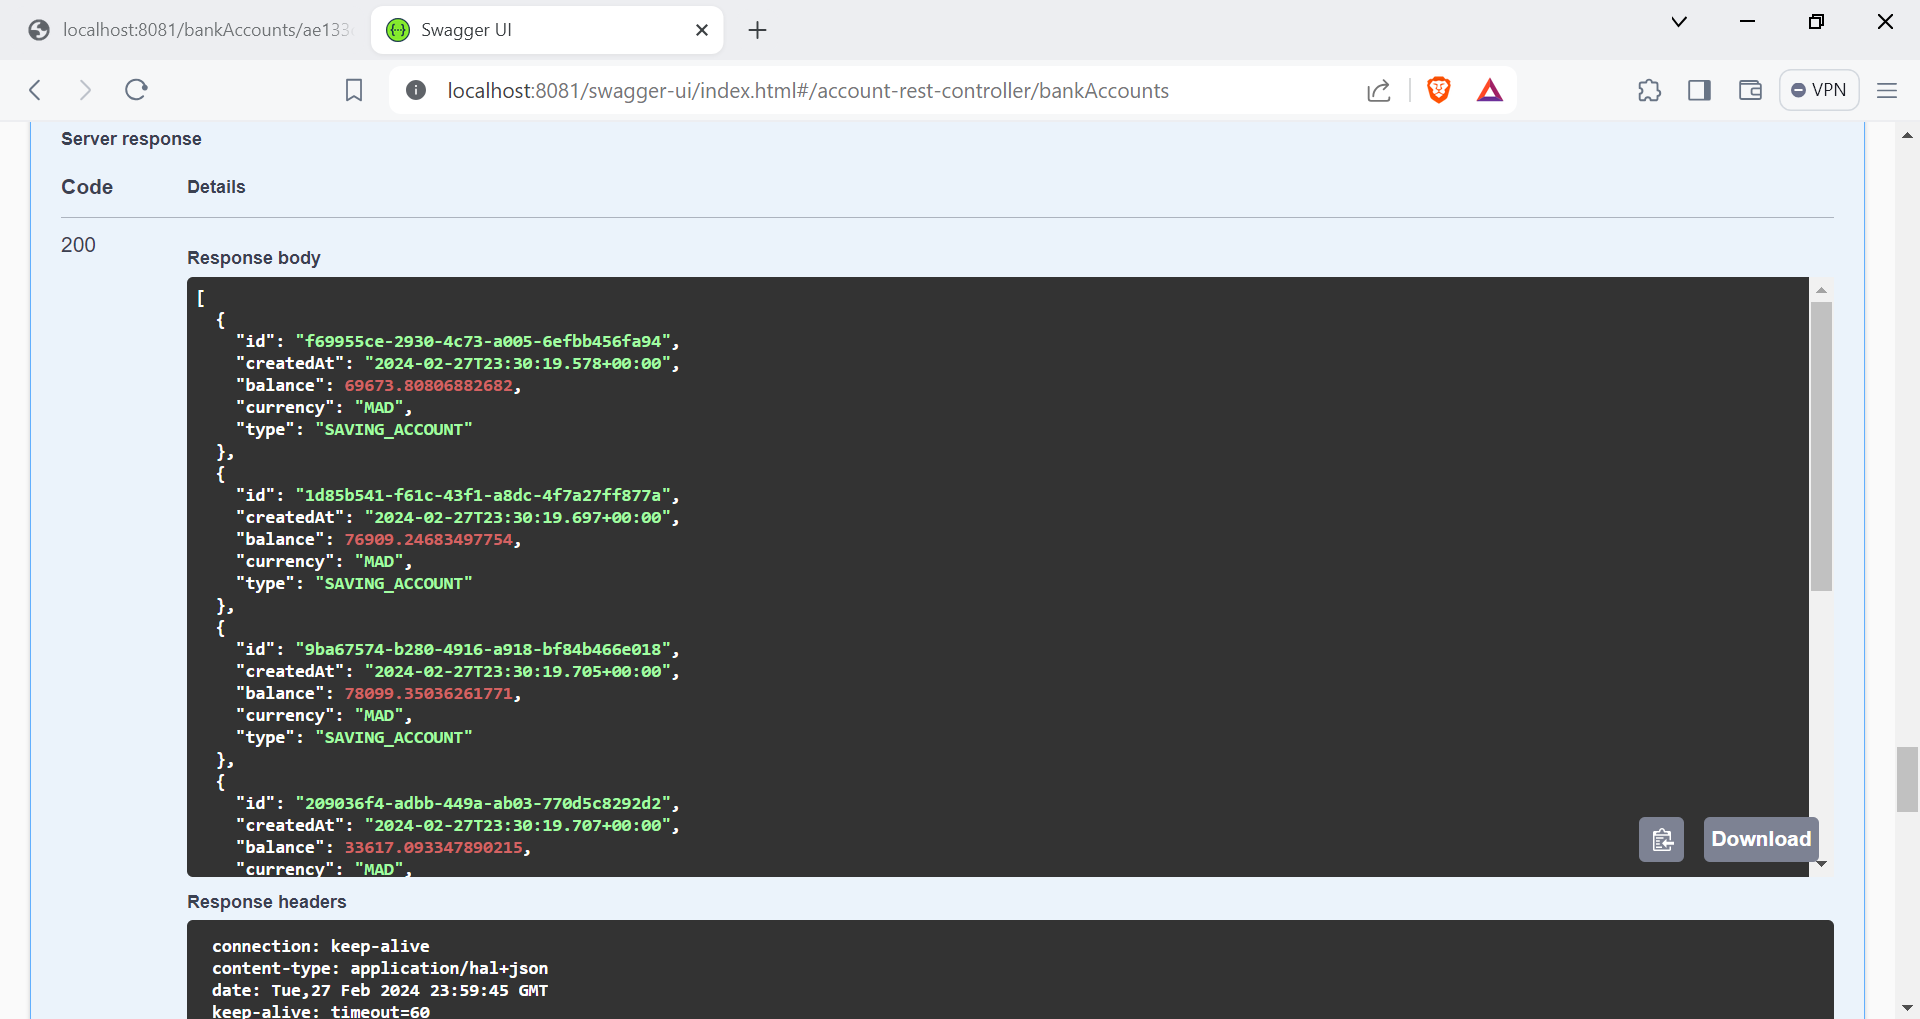 localhost:8081/bankAccounts/ae133
Swagger UI
localhost:8081/swagger-ui/index.html#/account-rest-controller/bankAccounts
VPN
Server response
Code Details
200
Response body
[
{
"id": "f69955ce-2930-4c73-a005-6efbb456fa94",
"createdAt": "2024-02-27T23:30:19.578+00:00",
"balance": 69673.80806882682,
"currency": "MAD",
"type": "SAVING_ACCOUNT"
},
{
"id": "1d85b541-f61c-43f1-a8dc-4f7a27ff877a",
"createdAt": "2024-02-27T23:30:19.697+00:00",
"balance": 76909.24683497754,
"currency": "MAD",
"type": "SAVING_ACCOUNT"
},
{
"id": "9ba67574-b280-4916-a918-bf84b466e018",
"createdAt": "2024-02-27T23:30:19.705+00:00",
"balance": 78099.35036261771,
"currency": "MAD",
"type": "SAVING_ACCOUNT"
},
{
"id": "209036f4-adbb-449a-ab03-770d5c8292d2",
"createdAt": "2024-02-27T23:30:19.707+00:00",
"balance": 33617.093347890215,
"currency": "MAD",
Download
Response headers
connection: keep-alive
content-type: application/hal+json
date: Tue,27 Feb 2024 23:59:45 GMT
keep-alive: timeout=60